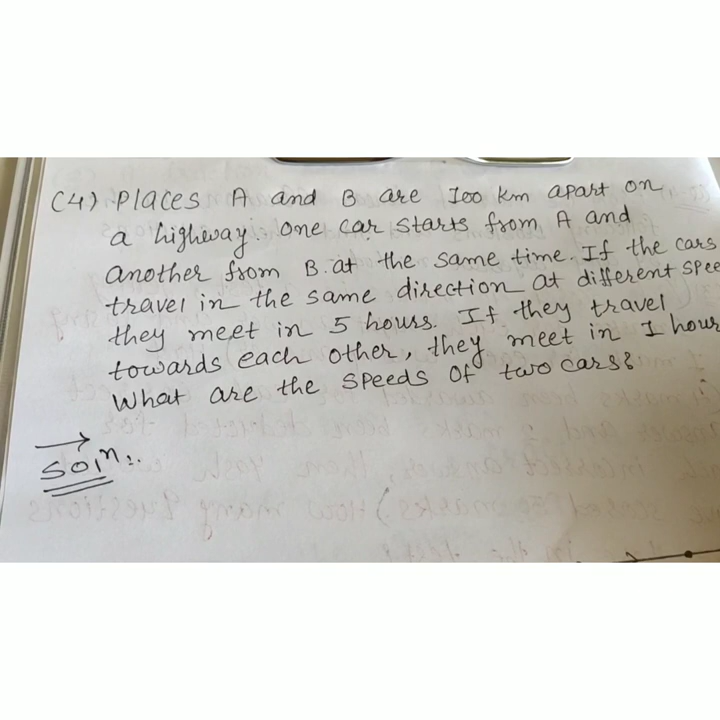 (4) Places A and B are 100 km apart on
a highway. One car starts from A and
another from B at the same time. If the cars
travel in the same direction at different spee
they meet in 5 hours. If they travel
towards each other, they meet in 1 hour
What are the speeds of two cars?
Solⁿ:.